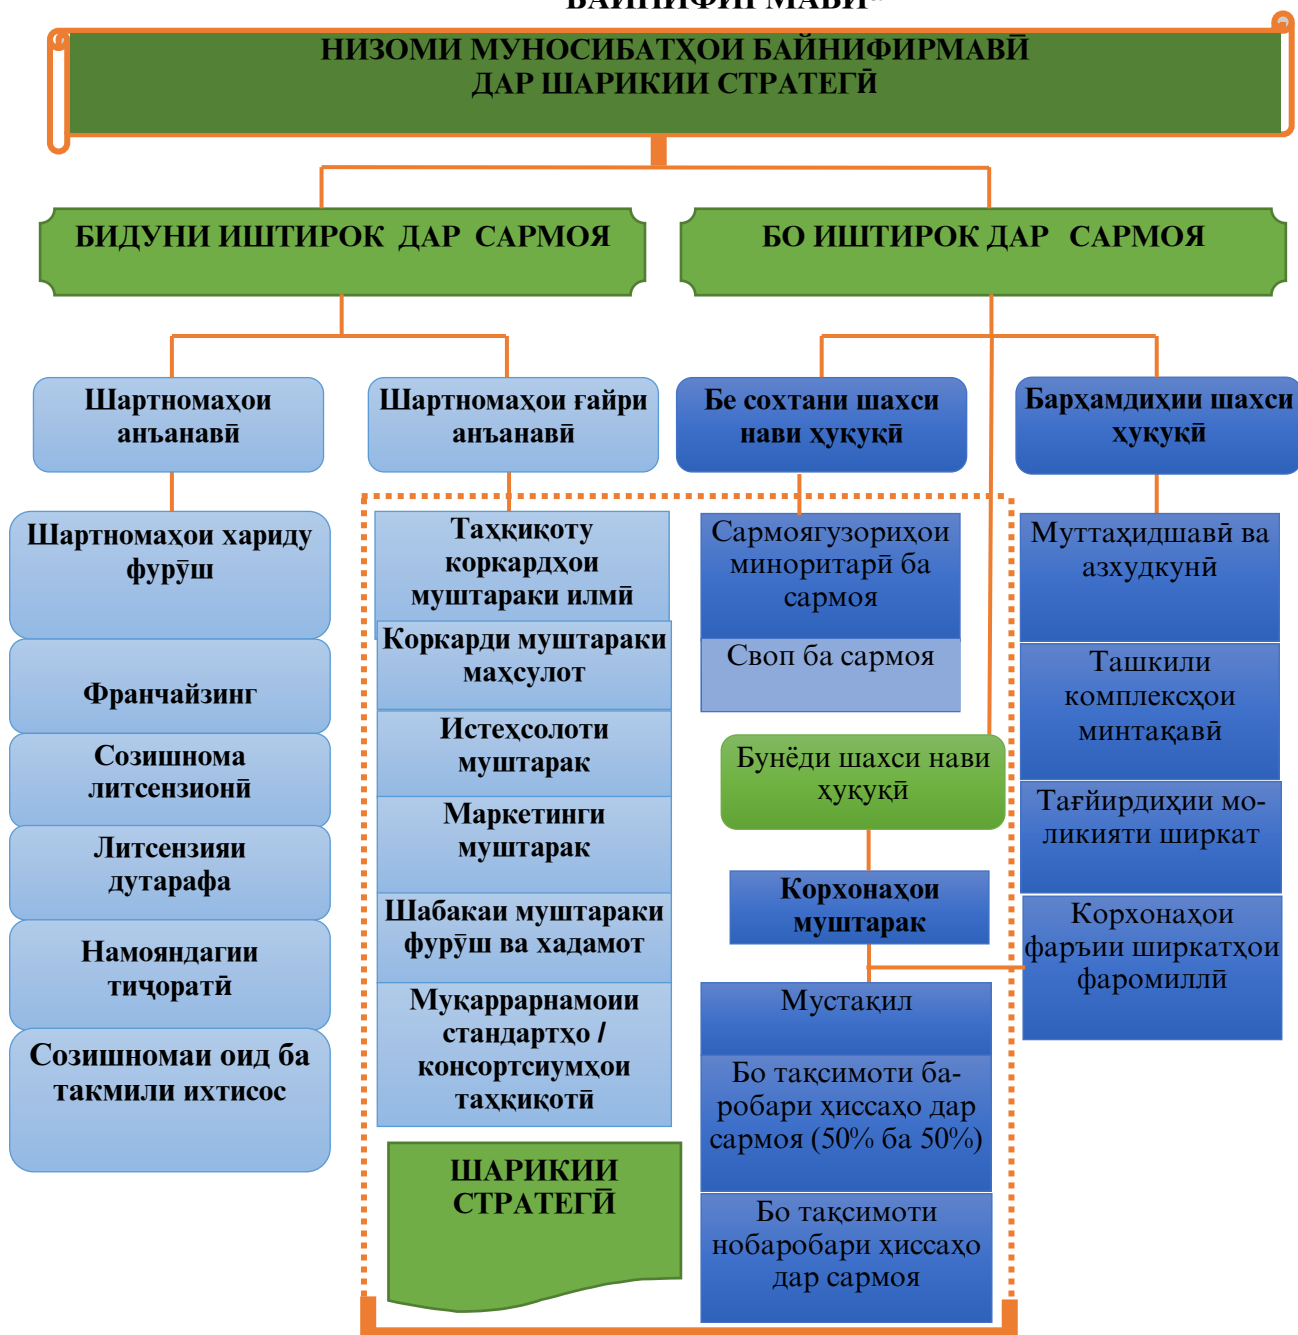 БАЙНИФИРМАВӢ
НИЗОМИ МУНОСИБАТҲОИ БАЙНИФИРМАВӢ
ДАР ШАРИКИИ СТРАТЕГӢ
БИДУНИ ИШТИРОК ДАР САРМОЯ
БО ИШТИРОК ДАР САРМОЯ
Шартномаҳои
анъанавӣ
Шартномаҳои ғайри
анъанавӣ
Бе сохтани шахси
нави ҳуқуқӣ
Барҳамдиҳии шахси
ҳуқуқӣ
Шартномаҳои хариду
фурӯш
Франчайзинг
Созишнома
литсензионӣ
Литсензияи
дутарафа
Намояндагии
тиҷоратӣ
Созишномаи оид ба
такмили ихтисос
Таҳқиқоту
коркардҳои
муштараки илмӣ
Коркарди муштараки
маҳсулот
Истеҳсолоти
муштарак
Маркетинги
муштарак
Шабакаи муштараки
фурӯш ва хадамот
Муқаррарнамоии
стандартҳо /
консортсиумҳои
таҳқиқотӣ
ШАРИКИИ
СТРАТЕГӢ
Сармоягузориҳои
миноритарӣ ба
сармоя
Своп ба сармоя
Бунёди шахси нави
ҳуқуқӣ
Корхонаҳои
муштарак
Мустақил
Бо тақсимоти ба-
робари ҳиссаҳо дар
сармоя (50% ба 50%)
Бо тақсимоти
нобаробари ҳиссаҳо
дар сармоя
Муттаҳидшавӣ ва
азхудкунӣ
Ташкили
комплексҳои
минтақавӣ
Тағйирдиҳии мо-
ликияти ширкат
Корхонаҳои
фаръии ширкатҳои
фаромиллӣ